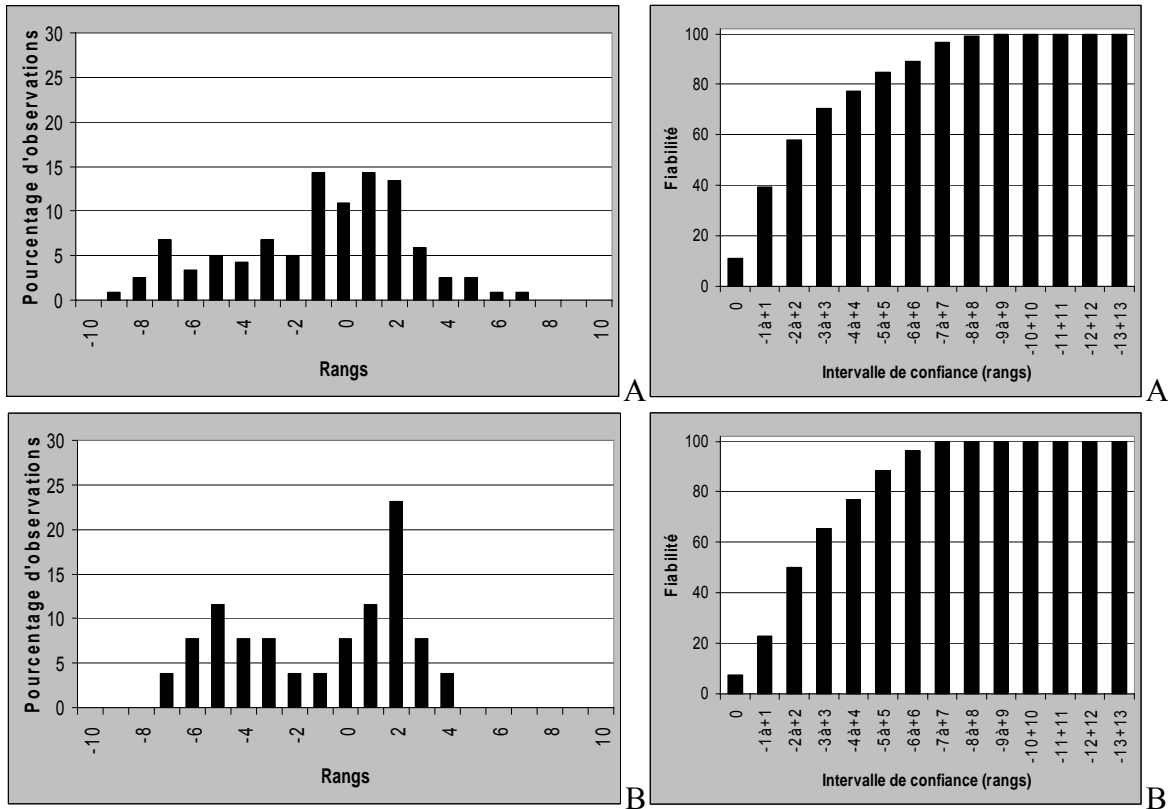 Pourcentage d'observations
30
25
20
15
10
5
0
-10
-8
-6
-4
-2
0
2
4
6
8
10
Rangs
A
Fiabilité
100
80
60
40
20
0
0
-1à+1
-2à+2
-3à+3
-4à+4
-5à+5
-6à+6
-7à+7
-8à+8
-9à+9
-10+10
-11+11
-12+12
-13+13
Intervalle de confiance (rangs)
A
Pourcentage d'observations
30
25
20
15
10
5
0
-10
-8
-6
-4
-2
0
2
4
6
8
10
Rangs
B
Fiabilité
100
80
60
40
20
0
0
-1à+1
-2à+2
-3à+3
-4à+4
-5à+5
-6à+6
-7à+7
-8à+8
-9à+9
-10+10
-11+11
-12+12
-13+13
Intervalle de confiance (rangs)
B